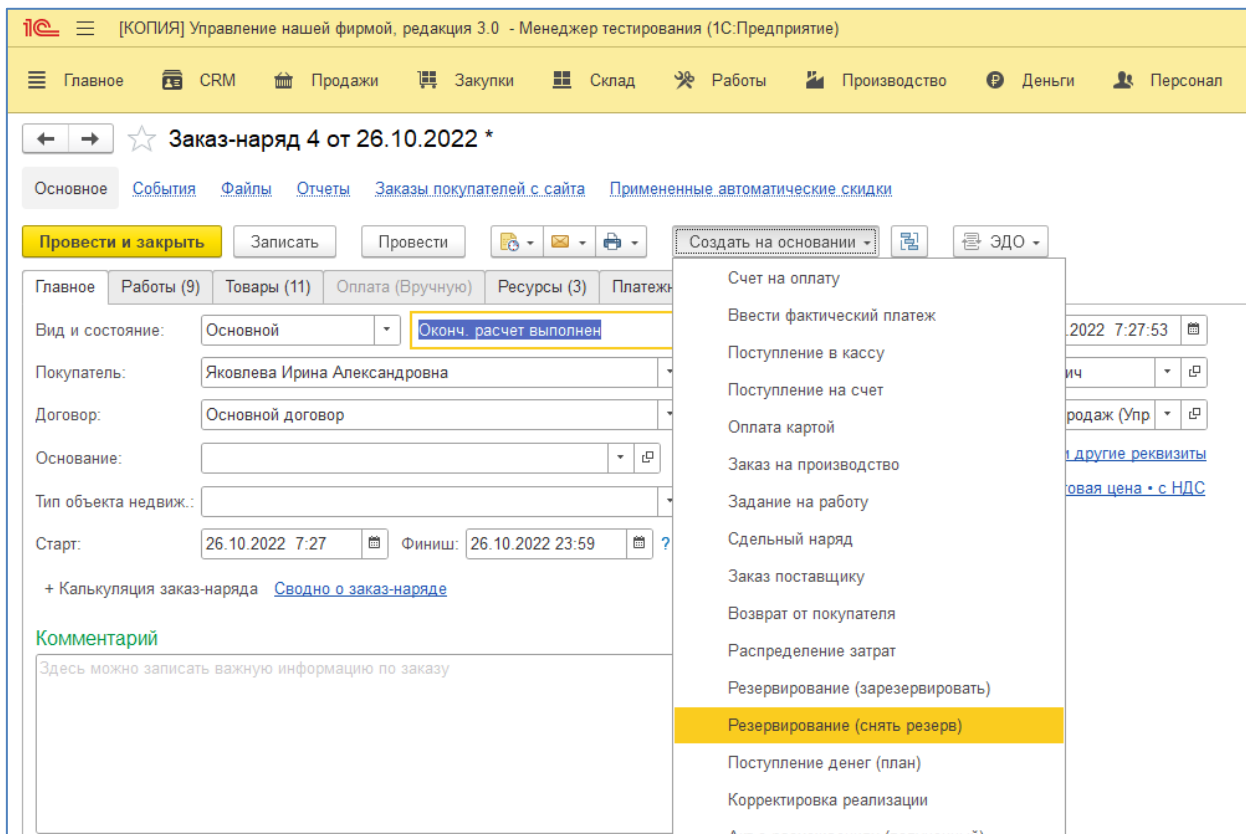 1С [КОПИЯ] Управление нашей фирмой, редакция 3.0 - Менеджер тестирования (1С:Предприятие)
Главное CRM Продажи Закупки Склад Работы Производство Деньги Персонал
Заказ-наряд 4 от 26.10.2022 *
Основное События Файлы Отчеты Заказы покупателей с сайта Примененные автоматические скидки
Провести и закрыть Записать Провести Создать на основании ЭДО
Главное Работы (9) Товары (11) Оплата (Вручную) Ресурсы (3) Платежн
Счет на оплату
Вид и состояние: Основной Оконч. расчет выполнен
Ввести фактический платеж
.2022 7:27:53
Поступление в кассу
Покупатель: Яковлева Ирина Александровна
ич
Поступление на счет
Договор: Основной договор
родаж (Упр
Оплата картой
Основание:
и другие реквизиты
Заказ на производство
товая цена • с НДС
Тип объекта недвиж.:
Задание на работу
Старт: 26.10.2022 7:27 Финиш: 26.10.2022 23:59 ?
Сдельный наряд
Заказ поставщику
+ Калькуляция заказ-наряда Сводно о заказ-наряде
Возврат от покупателя
Комментарий
Распределение затрат
Здесь можно записать важную информацию по заказу
Резервирование (зарезервировать)
Резервирование (снять резерв)
Поступление денег (план)
Корректировка реализации